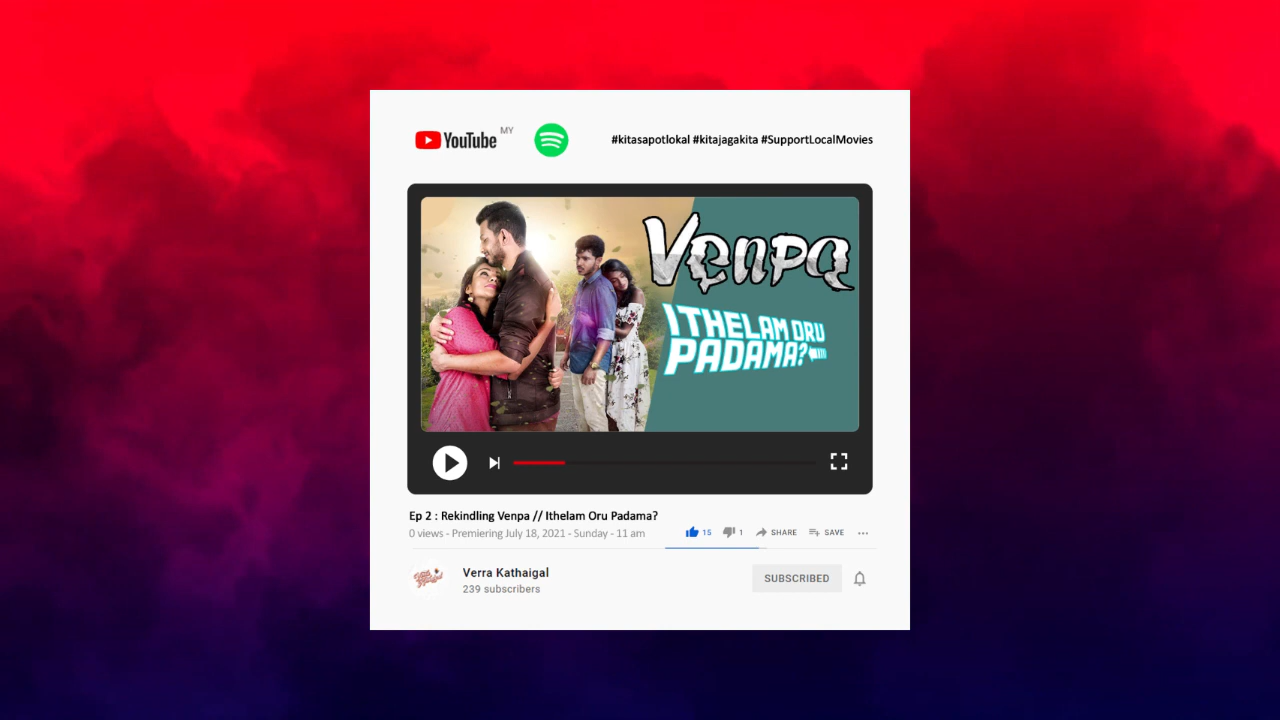 YouTube MY
#kitasapotlokal #kitajagakita #SupportLocalMovies
VENPA
ITHELAM ORU
PADAMA?
Ep 2 : Rekindling Venpa // Ithelam Oru Padama?
0 views - Premiering July 18, 2021 - Sunday - 11 am
15
1
SHARE
SAVE
Verra Kathaigal
239 subscribers
SUBSCRIBED